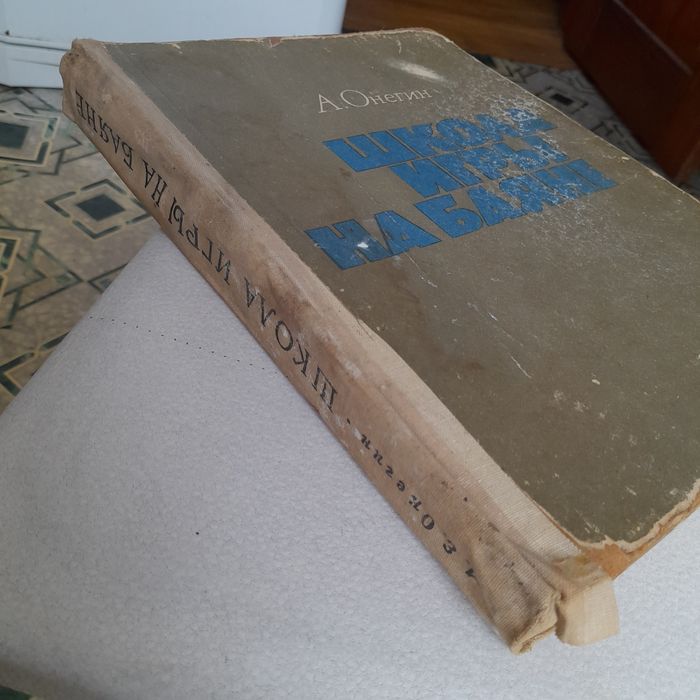 А. Онегин
ШКОЛА
ИГРЫ
НА БАЯНЕ
А. Э. Онегин · ШКОЛА ИГРЫ НА БАЯНЕ